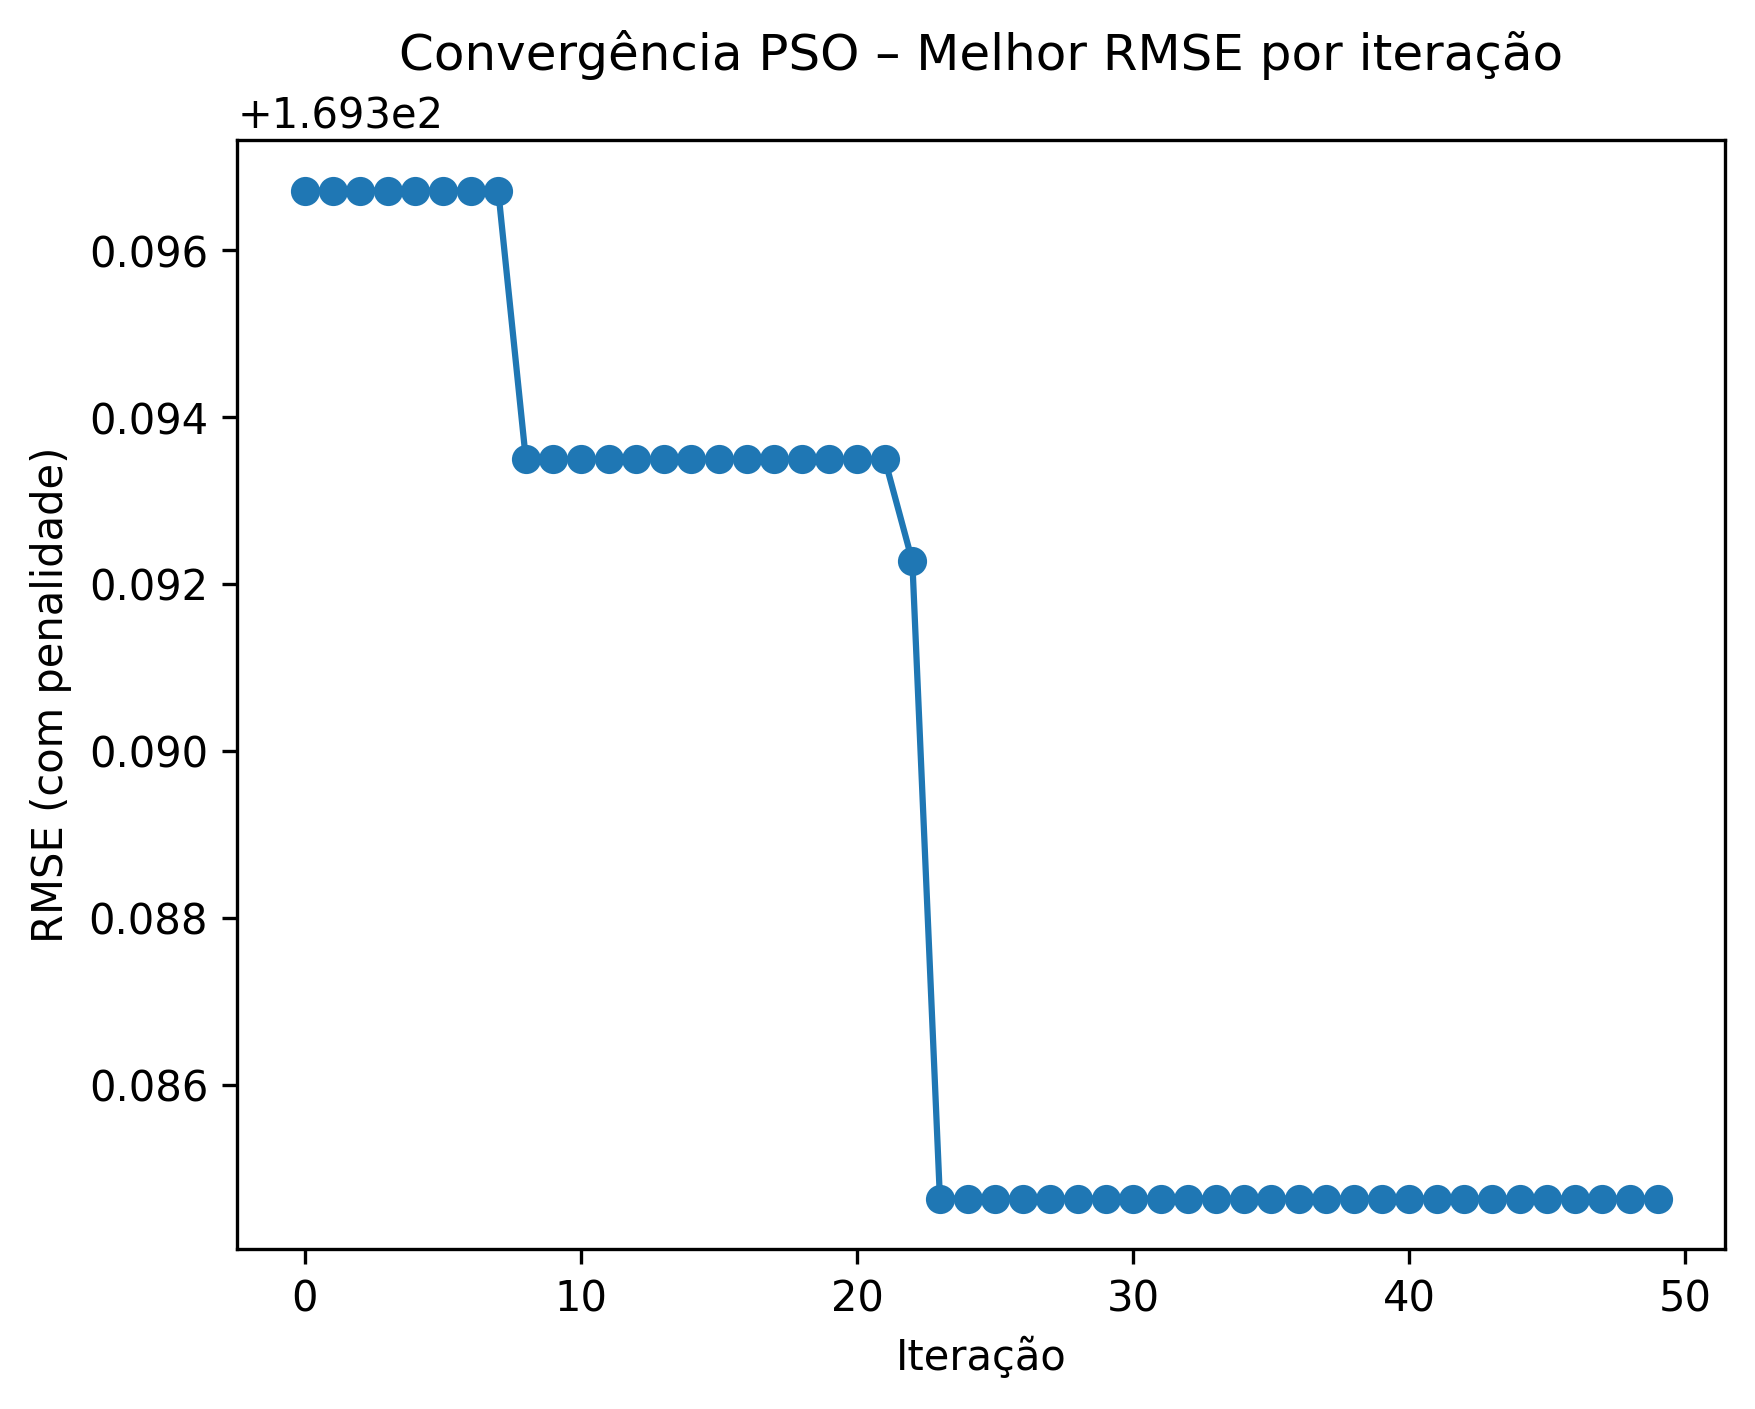 Convergência PSO – Melhor RMSE por iteração
+1.693e2
0.096
0.094
0.092
0.090
0.088
0.086
RMSE (com penalidade)
0 10 20 30 40 50
Iteração